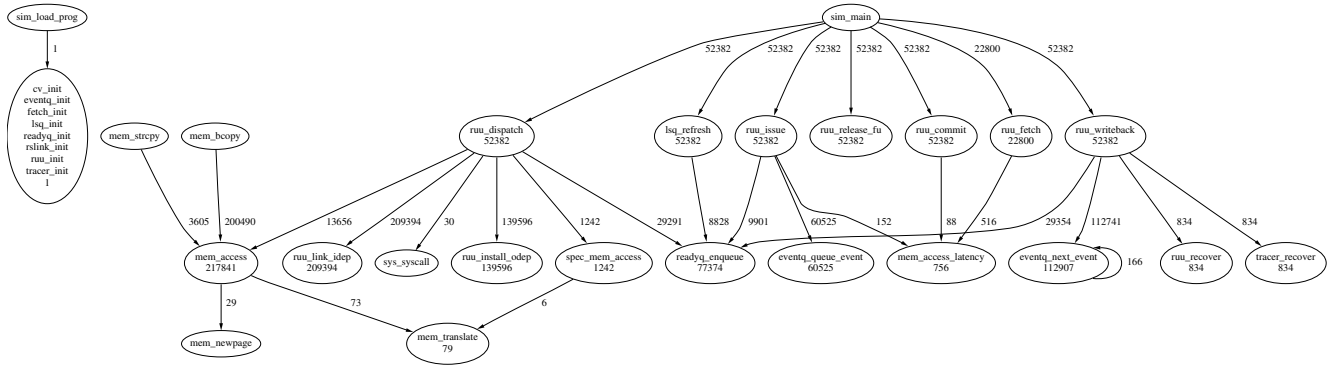 sim_load_prog
sim_main
1
52382
52382
52382
52382
52382
22800
52382
cv_init
eventq_init
fetch_init
lsq_init
readyq_init
rslink_init
ruu_init
tracer_init
1
mem_strcpy
mem_bcopy
ruu_dispatch
52382
lsq_refresh
52382
ruu_issue
52382
ruu_release_fu
52382
ruu_commit
52382
ruu_fetch
22800
ruu_writeback
52382
3605
200490
13656
209394
30
139596
1242
29291
8828
9901
60525
152
88
516
29354
112741
834
834
mem_access
217841
ruu_link_idep
209394
sys_syscall
ruu_install_odep
139596
spec_mem_access
1242
readyq_enqueue
77374
eventq_queue_event
60525
mem_access_latency
756
eventq_next_event
112907
166
ruu_recover
834
tracer_recover
834
29
73
6
mem_newpage
mem_translate
79